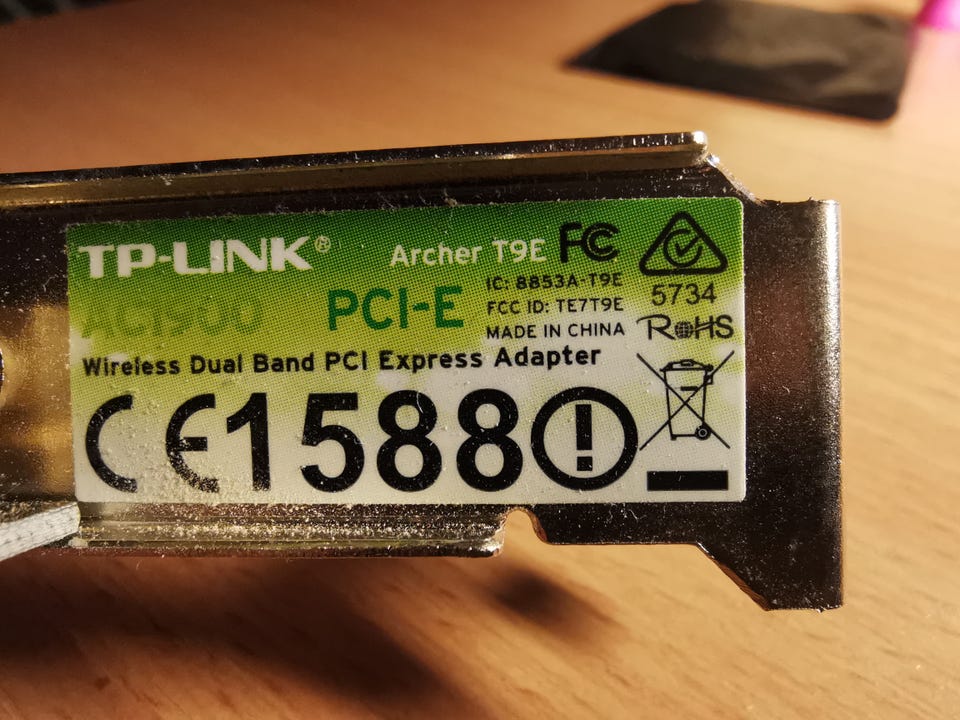 TP-LINK®
Archer T9E FC
IC: 8853A-T9E
FCC ID: TE7T9E
MADE IN CHINA
5734
RoHS
AC1900 PCI-E
Wireless Dual Band PCI Express Adapter
CE1588!